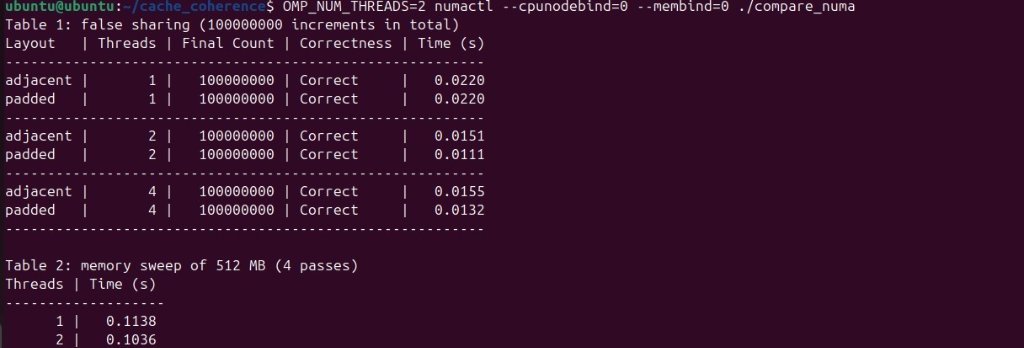 ubuntu@ubuntu:~/cache_coherence$ OMP_NUM_THREADS=2 numactl --cpunodebind=0 --membind=0 ./compare_numa
Table 1: false sharing (100000000 increments in total)
Layout   | Threads | Final Count | Correctness | Time (s)
---------------------------------------------------------
adjacent |       1 |   100000000 | Correct     |   0.0220
padded   |       1 |   100000000 | Correct     |   0.0220
---------------------------------------------------------
adjacent |       2 |   100000000 | Correct     |   0.0151
padded   |       2 |   100000000 | Correct     |   0.0111
---------------------------------------------------------
adjacent |       4 |   100000000 | Correct     |   0.0155
padded   |       4 |   100000000 | Correct     |   0.0132
---------------------------------------------------------
Table 2: memory sweep of 512 MB (4 passes)
Threads | Time (s)
-------------------
      1 |   0.1138
      2 |   0.1036